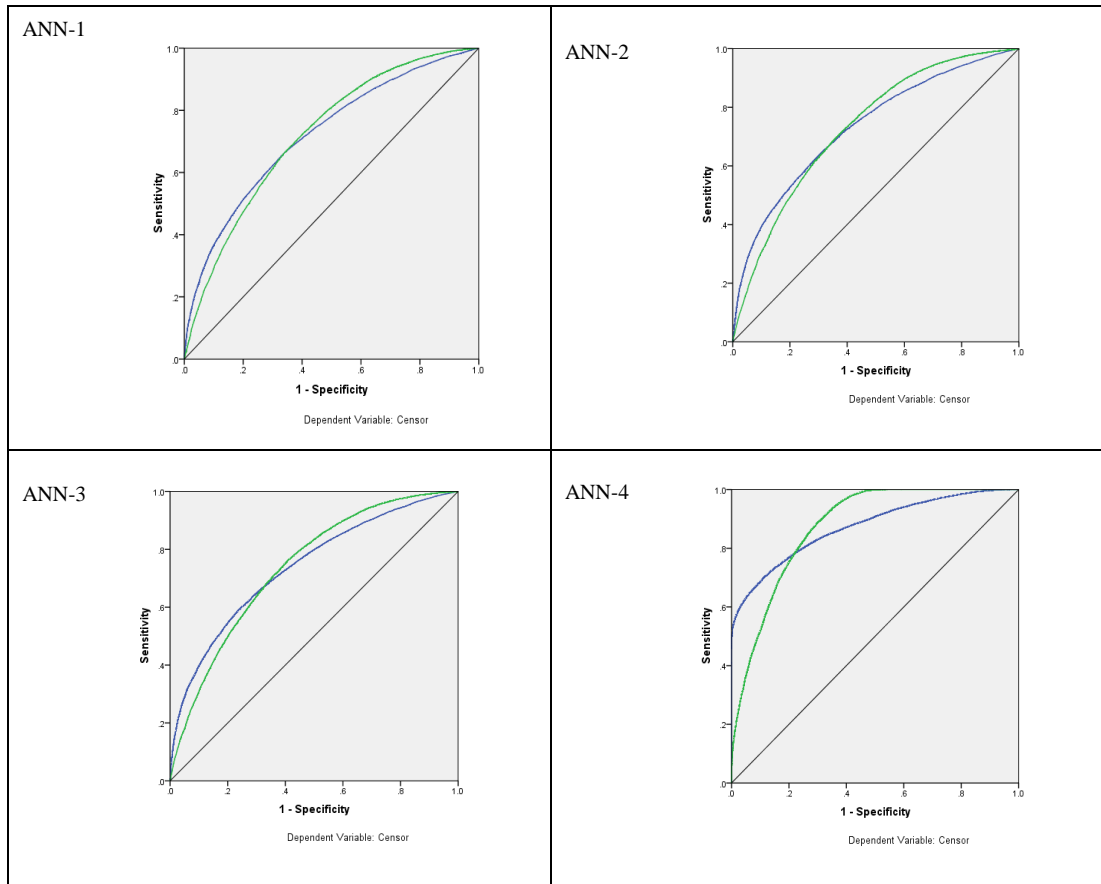 ANN-1
1.0
.8
.6
.4
.2
.0
Sensitivity
.0 .2 .4 .6 .8 1.0
1 - Specificity
Dependent Variable: Censor
ANN-2
1.0
.8
.6
.4
.2
.0
Sensitivity
.0 .2 .4 .6 .8 1.0
1 - Specificity
Dependent Variable: Censor
ANN-3
1.0
.8
.6
.4
.2
.0
Sensitivity
.0 .2 .4 .6 .8 1.0
1 - Specificity
Dependent Variable: Censor
ANN-4
1.0
.8
.6
.4
.2
.0
Sensitivity
.0 .2 .4 .6 .8 1.0
1 - Specificity
Dependent Variable: Censor